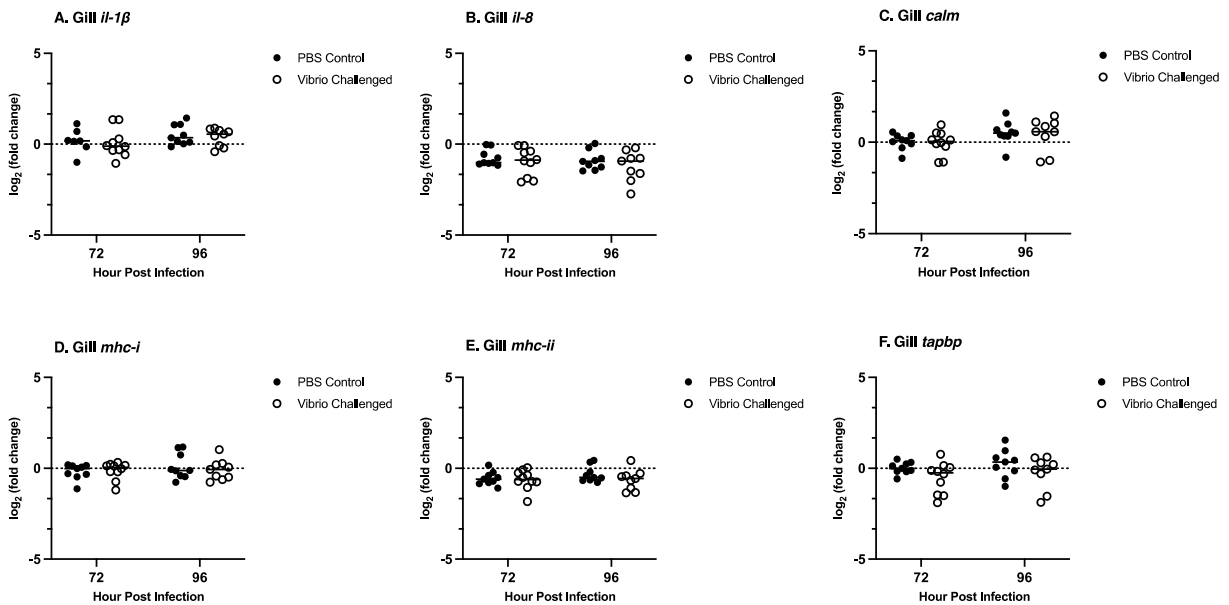 A. Gill il-1β
5
0
-5
log₂ (fold change)
72
96
Hour Post Infection
PBS Control
Vibrio Challenged
B. Gill il-8
5
0
-5
log₂ (fold change)
72
96
Hour Post Infection
PBS Control
Vibrio Challenged
C. Gill calm
5
0
-5
log₂ (fold change)
72
96
Hour Post Infection
PBS Control
Vibrio Challenged
D. Gill mhc-i
5
0
-5
log₂ (fold change)
72
96
Hour Post Infection
PBS Control
Vibrio Challenged
E. Gill mhc-ii
5
0
-5
log₂ (fold change)
72
96
Hour Post Infection
PBS Control
Vibrio Challenged
F. Gill tapbp
5
0
-5
log₂ (fold change)
72
96
Hour Post Infection
PBS Control
Vibrio Challenged